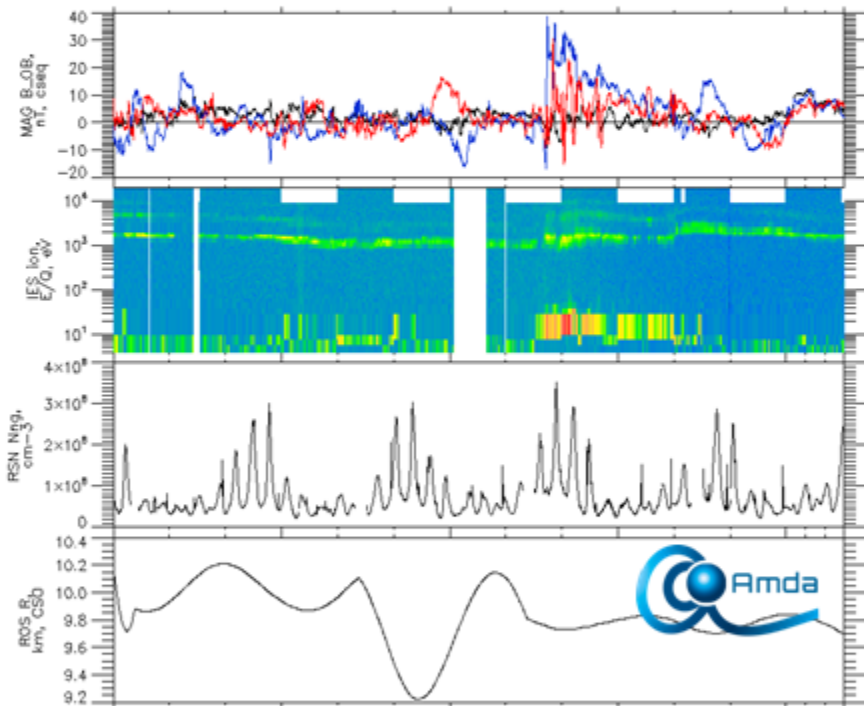 40
30
20
10
0
-10
-20
MAG B_OB,
nT, cseq
10⁴
10³
10²
10¹
IES ion,
E/Q, eV
4×10⁸
3×10⁸
2×10⁸
1×10⁸
0
RSN Nng,
cm-3
10.4
10.2
10.0
9.8
9.6
9.4
9.2
ROS R,
km, CSO
Amda